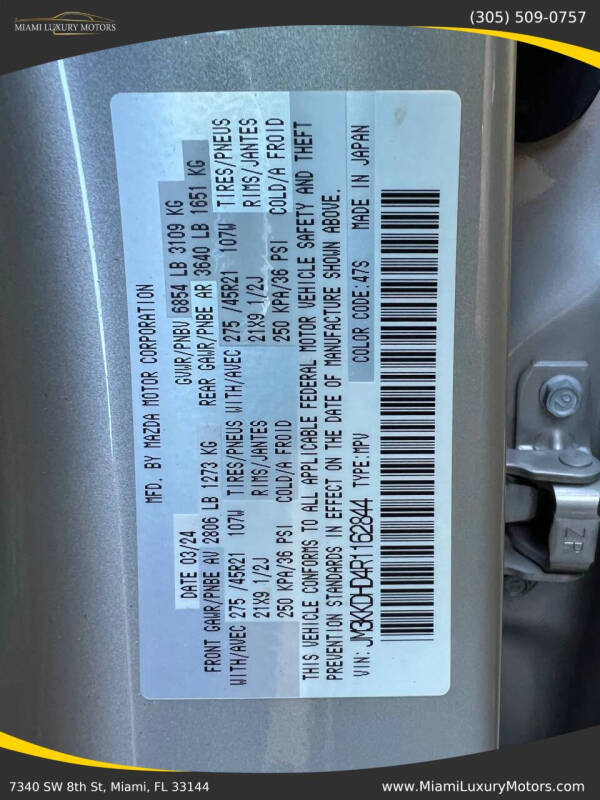 MIAMI LUXURY MOTORS
(305) 509-0757
MFD. BY MAZDA MOTOR CORPORATION
DATE 03/24 GVWR/PNBV 6854 LB 3109 KG
FRONT GAWR/PNBE AV 2806 LB 1273 KG REAR GAWR/PNBE AR 3640 LB 1651 KG
WITH/AVEC 275 /45R21 107W TIRES/PNEUS WITH/AVEC 275 /45R21 107W TIRES/PNEUS
21X9 1/2J RIMS/JANTES 21X9 1/2J RIMS/JANTES
250 KPA/36 PSI COLD/A FROID 250 KPA/36 PSI COLD/A FROID
THIS VEHICLE CONFORMS TO ALL APPLICABLE FEDERAL MOTOR VEHICLE SAFETY AND THEFT
PREVENTION STANDARDS IN EFFECT ON THE DATE OF MANUFACTURE SHOWN ABOVE.
VIN: JM3KKDHD4R1162844 TYPE:MPV COLOR CODE:47S MADE IN JAPAN
ZR
7340 SW 8th St, Miami, FL 33144
www.MiamiLuxuryMotors.com